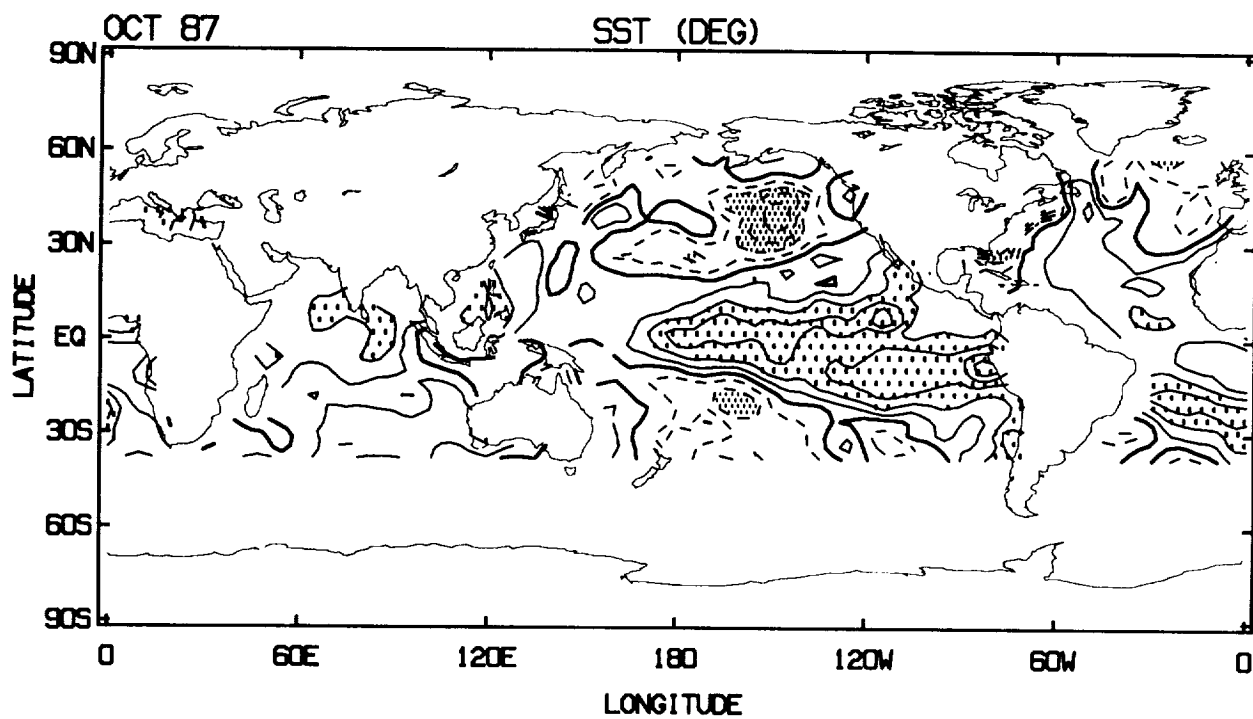 OCT 87 SST (DEG)
90N
60N
30N
EQ
30S
60S
90S
LATITUDE
0 60E 120E 180 120W 60W 0
LONGITUDE